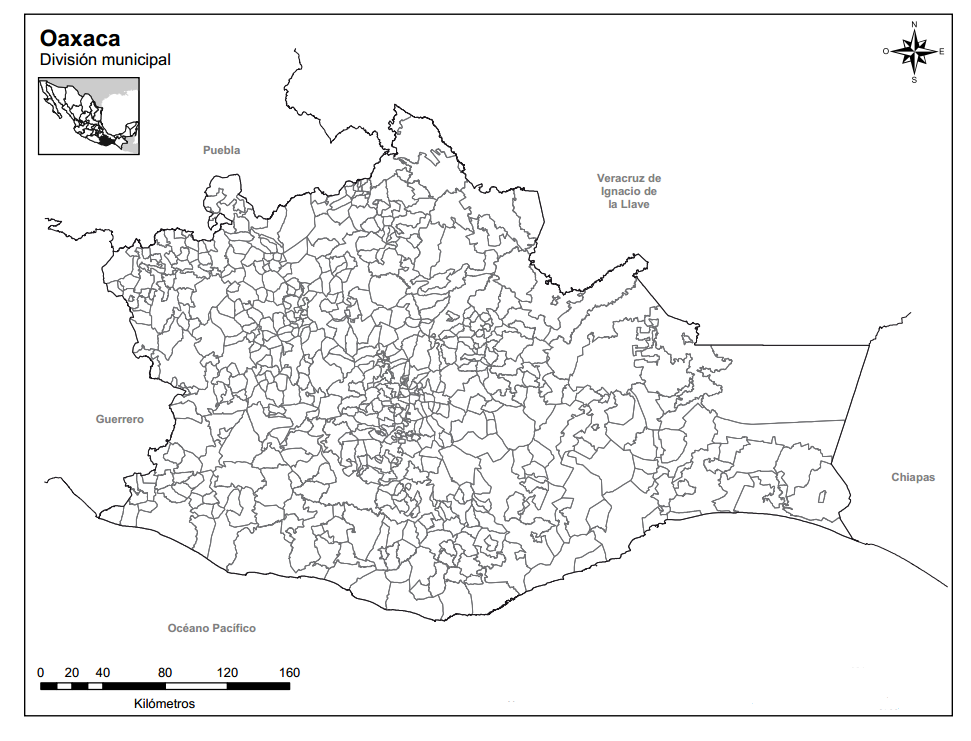 Oaxaca
División municipal
N
O
E
S
Puebla
Veracruz de
Ignacio de
la Llave
Guerrero
Chiapas
Océano Pacífico
0 20 40 80 120 160
Kilómetros